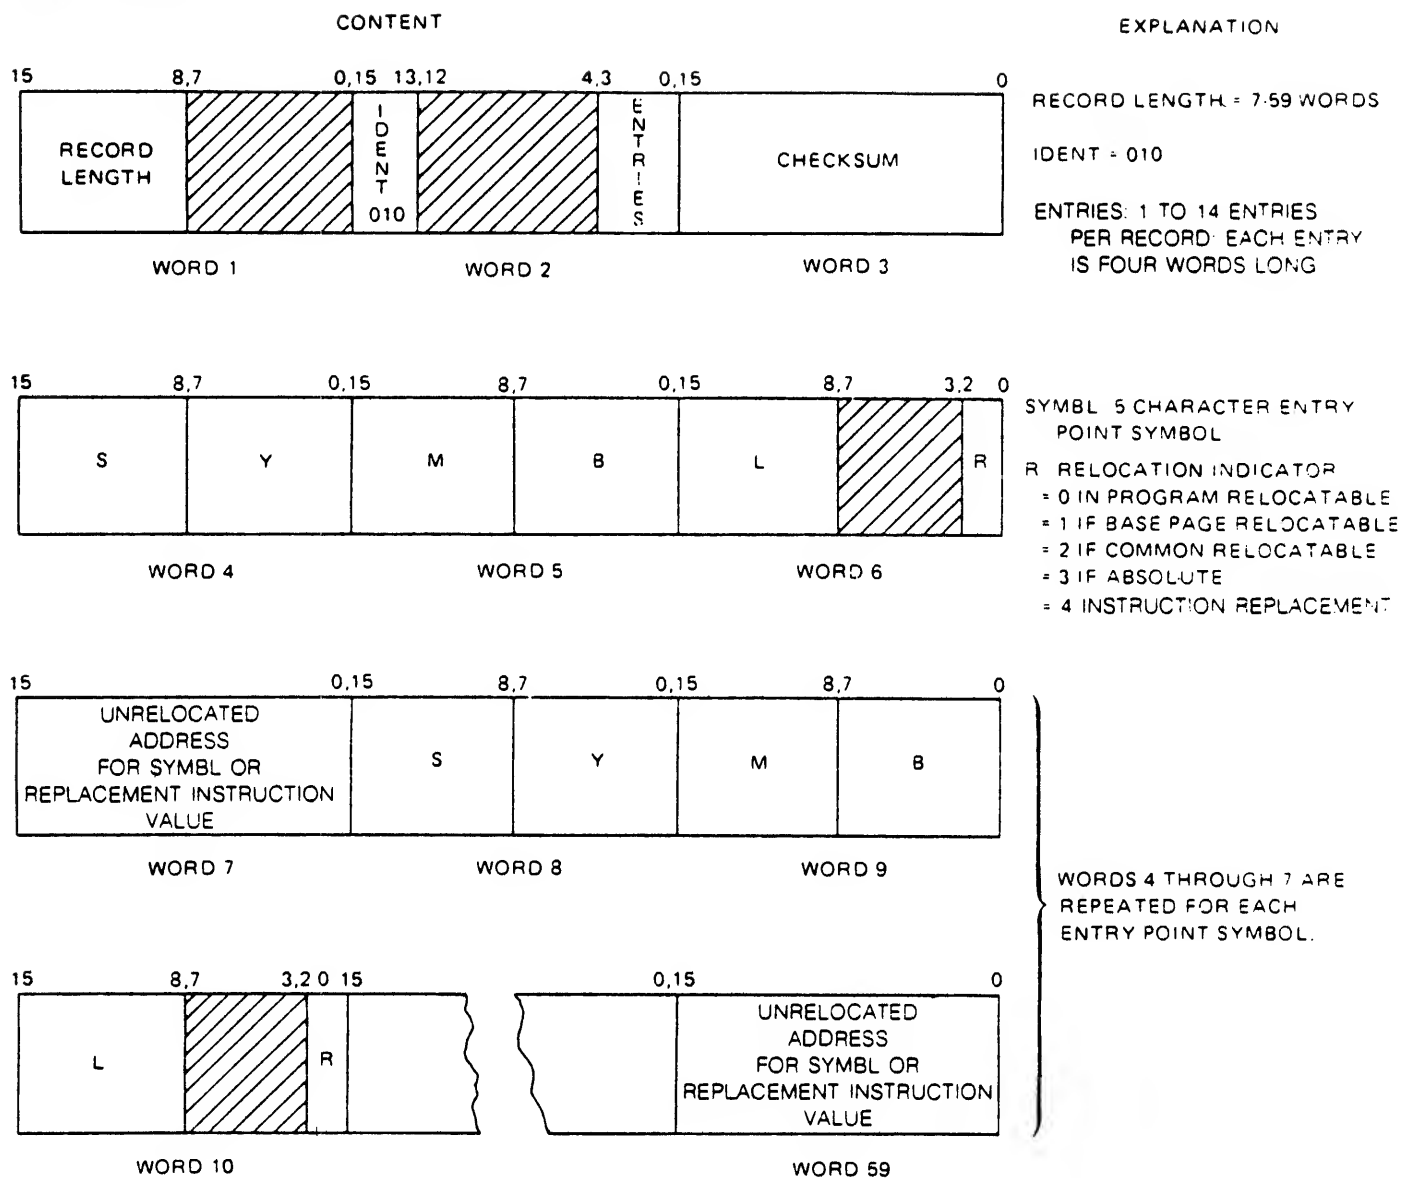 CONTENT
EXPLANATION
15 8,7 0,15 13,12 4,3 0,15 0
RECORD LENGTH
IDENT 010
ENTRIES
CHECKSUM
WORD 1 WORD 2 WORD 3
RECORD LENGTH = 7-59 WORDS
IDENT = 010
ENTRIES: 1 TO 14 ENTRIES
PER RECORD: EACH ENTRY
IS FOUR WORDS LONG
15 8,7 0,15 8,7 0,15 8,7 3,2 0
S Y M B L R
WORD 4 WORD 5 WORD 6
SYMBL 5 CHARACTER ENTRY
POINT SYMBOL
R RELOCATION INDICATOR
= 0 IN PROGRAM RELOCATABLE
= 1 IF BASE PAGE RELOCATABLE
= 2 IF COMMON RELOCATABLE
= 3 IF ABSOLUTE
= 4 INSTRUCTION REPLACEMENT
15 0,15 8,7 0,15 8,7 0
UNRELOCATED
ADDRESS
FOR SYMBL OR
REPLACEMENT INSTRUCTION
VALUE
S Y M B
WORD 7 WORD 8 WORD 9
WORDS 4 THROUGH 7 ARE
REPEATED FOR EACH
ENTRY POINT SYMBOL.
15 8,7 3,2 0 15 0,15 0
L R
UNRELOCATED
ADDRESS
FOR SYMBL OR
REPLACEMENT INSTRUCTION
VALUE
WORD 10 WORD 59